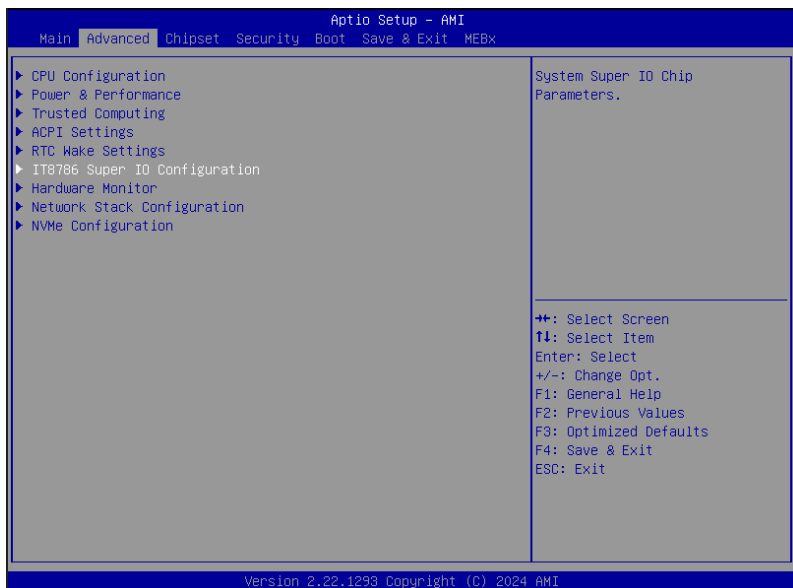 Aptio Setup – AMI
Main Advanced Chipset Security Boot Save & Exit MEBx
▶ CPU Configuration
▶ Power & Performance
▶ Trusted Computing
▶ ACPI Settings
▶ RTC Wake Settings
▶ IT8786 Super IO Configuration
▶ Hardware Monitor
▶ Network Stack Configuration
▶ NVMe Configuration
System Super IO Chip
Parameters.
→←: Select Screen
↑↓: Select Item
Enter: Select
+/-: Change Opt.
F1: General Help
F2: Previous Values
F3: Optimized Defaults
F4: Save & Exit
ESC: Exit
Version 2.22.1293 Copyright (C) 2024 AMI